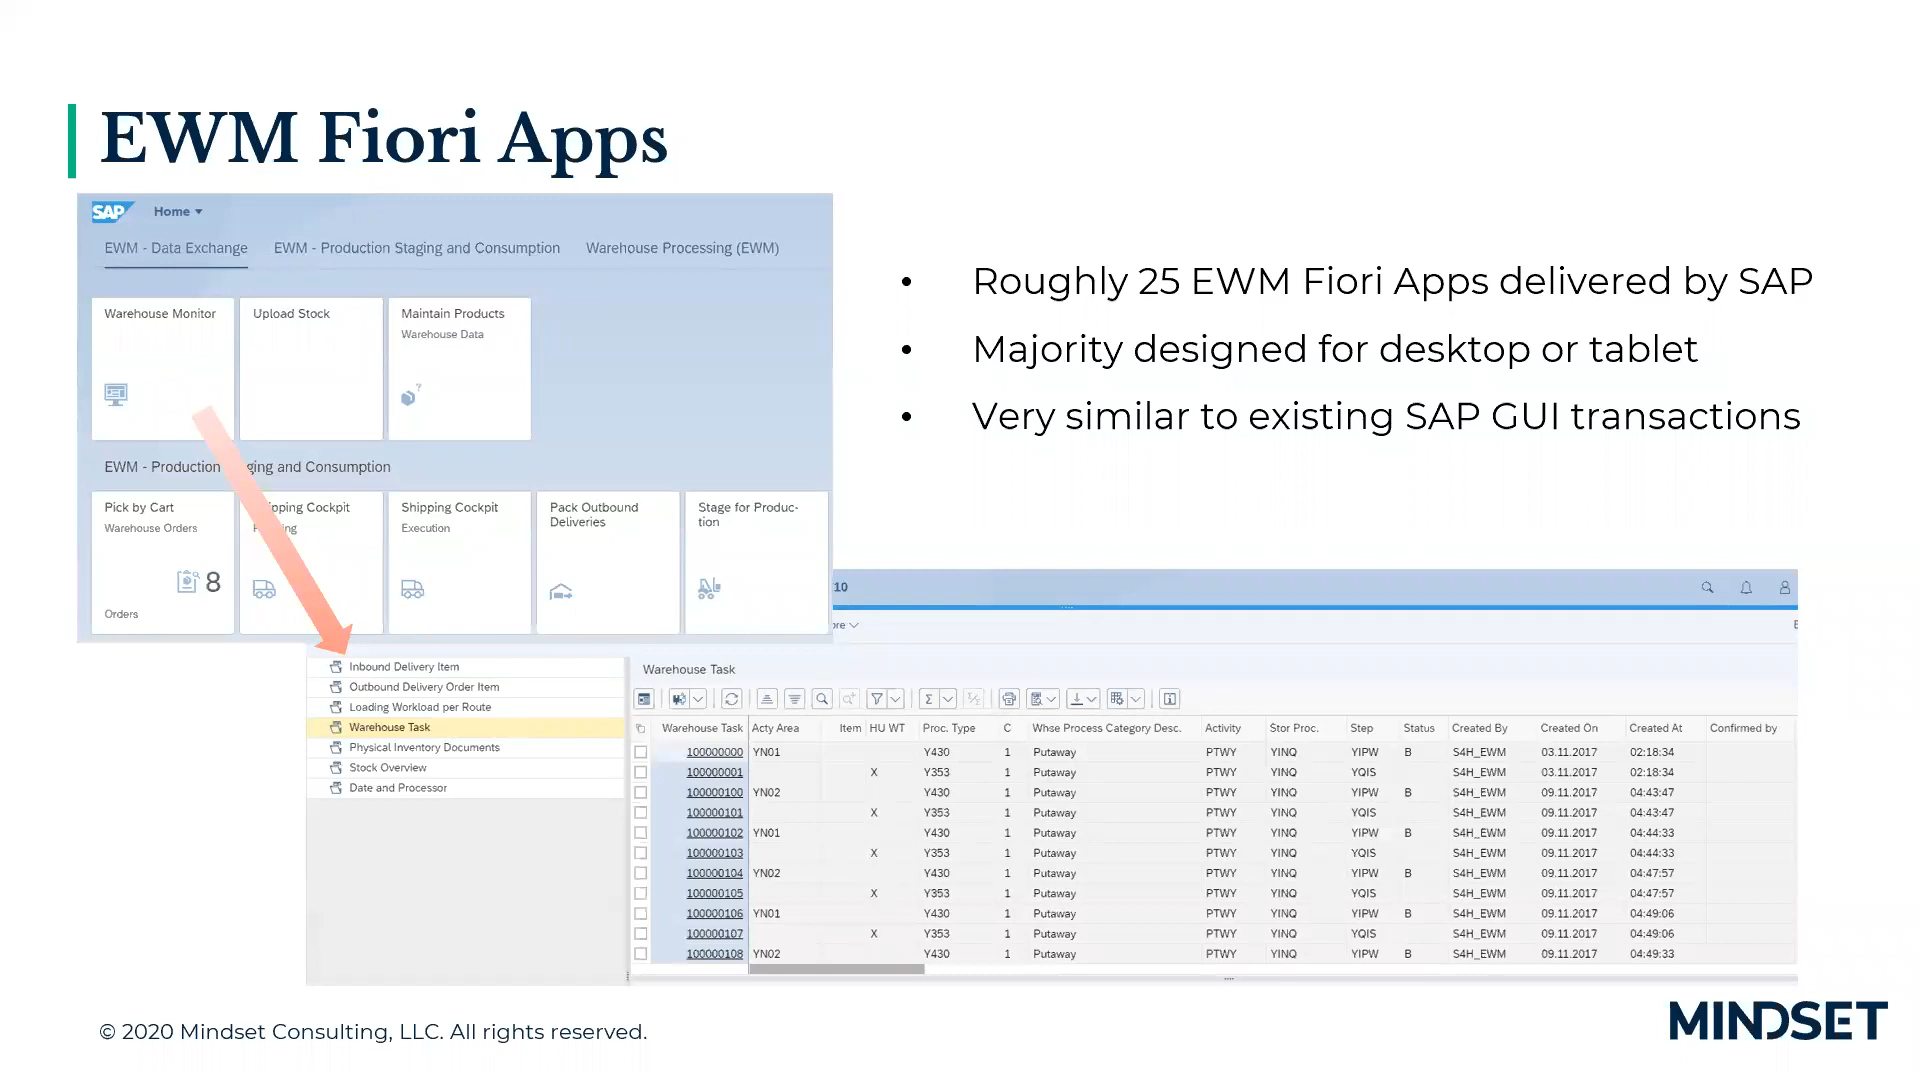 EWM Fiori Apps
SAP Home
EWM - Data Exchange EWM - Production Staging and Consumption Warehouse Processing (EWM)
Warehouse Monitor
Upload Stock
Maintain Products
Warehouse Data
EWM - Production ging and Consumption
Pick by Cart
Warehouse Orders
8
Orders
pping Cockpit
Shipping Cockpit
Execution
Pack Outbound
Deliveries
Stage for Produc-
tion
• Roughly 25 EWM Fiori Apps delivered by SAP
• Majority designed for desktop or tablet
• Very similar to existing SAP GUI transactions
10
Inbound Delivery Item
Outbound Delivery Order Item
Loading Workload per Route
Warehouse Task
Physical Inventory Documents
Stock Overview
Date and Processor
Warehouse Task
Warehouse Task Acty Area Item HU WT Proc. Type C Whse Process Category Desc. Activity Stor Proc. Step Status Created By Created On Created At Confirmed by
100000000 YN01 Y430 1 Putaway PTWY YINQ YIPW B S4H_EWM 03.11.2017 02:18:34
100000001 X Y353 1 Putaway PTWY YINQ YQIS S4H_EWM 03.11.2017 02:18:34
100000100 YN02 Y430 1 Putaway PTWY YINQ YIPW B S4H_EWM 09.11.2017 04:43:47
100000101 X Y353 1 Putaway PTWY YINQ YQIS S4H_EWM 09.11.2017 04:43:47
100000102 YN01 Y430 1 Putaway PTWY YINQ YIPW B S4H_EWM 09.11.2017 04:44:33
100000103 X Y353 1 Putaway PTWY YINQ YQIS S4H_EWM 09.11.2017 04:44:33
100000104 YN02 Y430 1 Putaway PTWY YINQ YIPW B S4H_EWM 09.11.2017 04:47:57
100000105 X Y353 1 Putaway PTWY YINQ YQIS S4H_EWM 09.11.2017 04:47:57
100000106 YN01 Y430 1 Putaway PTWY YINQ YIPW B S4H_EWM 09.11.2017 04:49:06
100000107 X Y353 1 Putaway PTWY YINQ YQIS S4H_EWM 09.11.2017 04:49:06
100000108 YN02 Y430 1 Putaway PTWY YINQ YIPW B S4H_EWM 09.11.2017 04:49:33
© 2020 Mindset Consulting, LLC. All rights reserved.
MINDSET